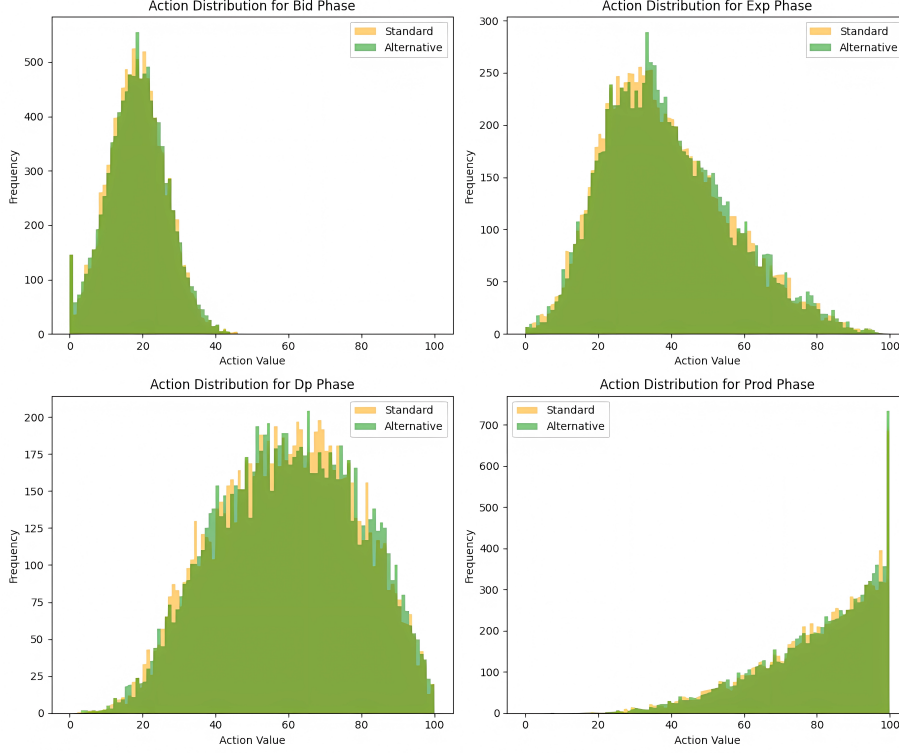 Action Distribution for Bid Phase
Standard
Alternative
Frequency
500
400
300
200
100
0
0 20 40 60 80 100
Action Value
Action Distribution for Exp Phase
Standard
Alternative
Frequency
300
250
200
150
100
50
0
0 20 40 60 80 100
Action Value
Action Distribution for Dp Phase
Standard
Alternative
Frequency
200
175
150
125
100
75
50
25
0
0 20 40 60 80 100
Action Value
Action Distribution for Prod Phase
Standard
Alternative
Frequency
700
600
500
400
300
200
100
0
0 20 40 60 80 100
Action Value